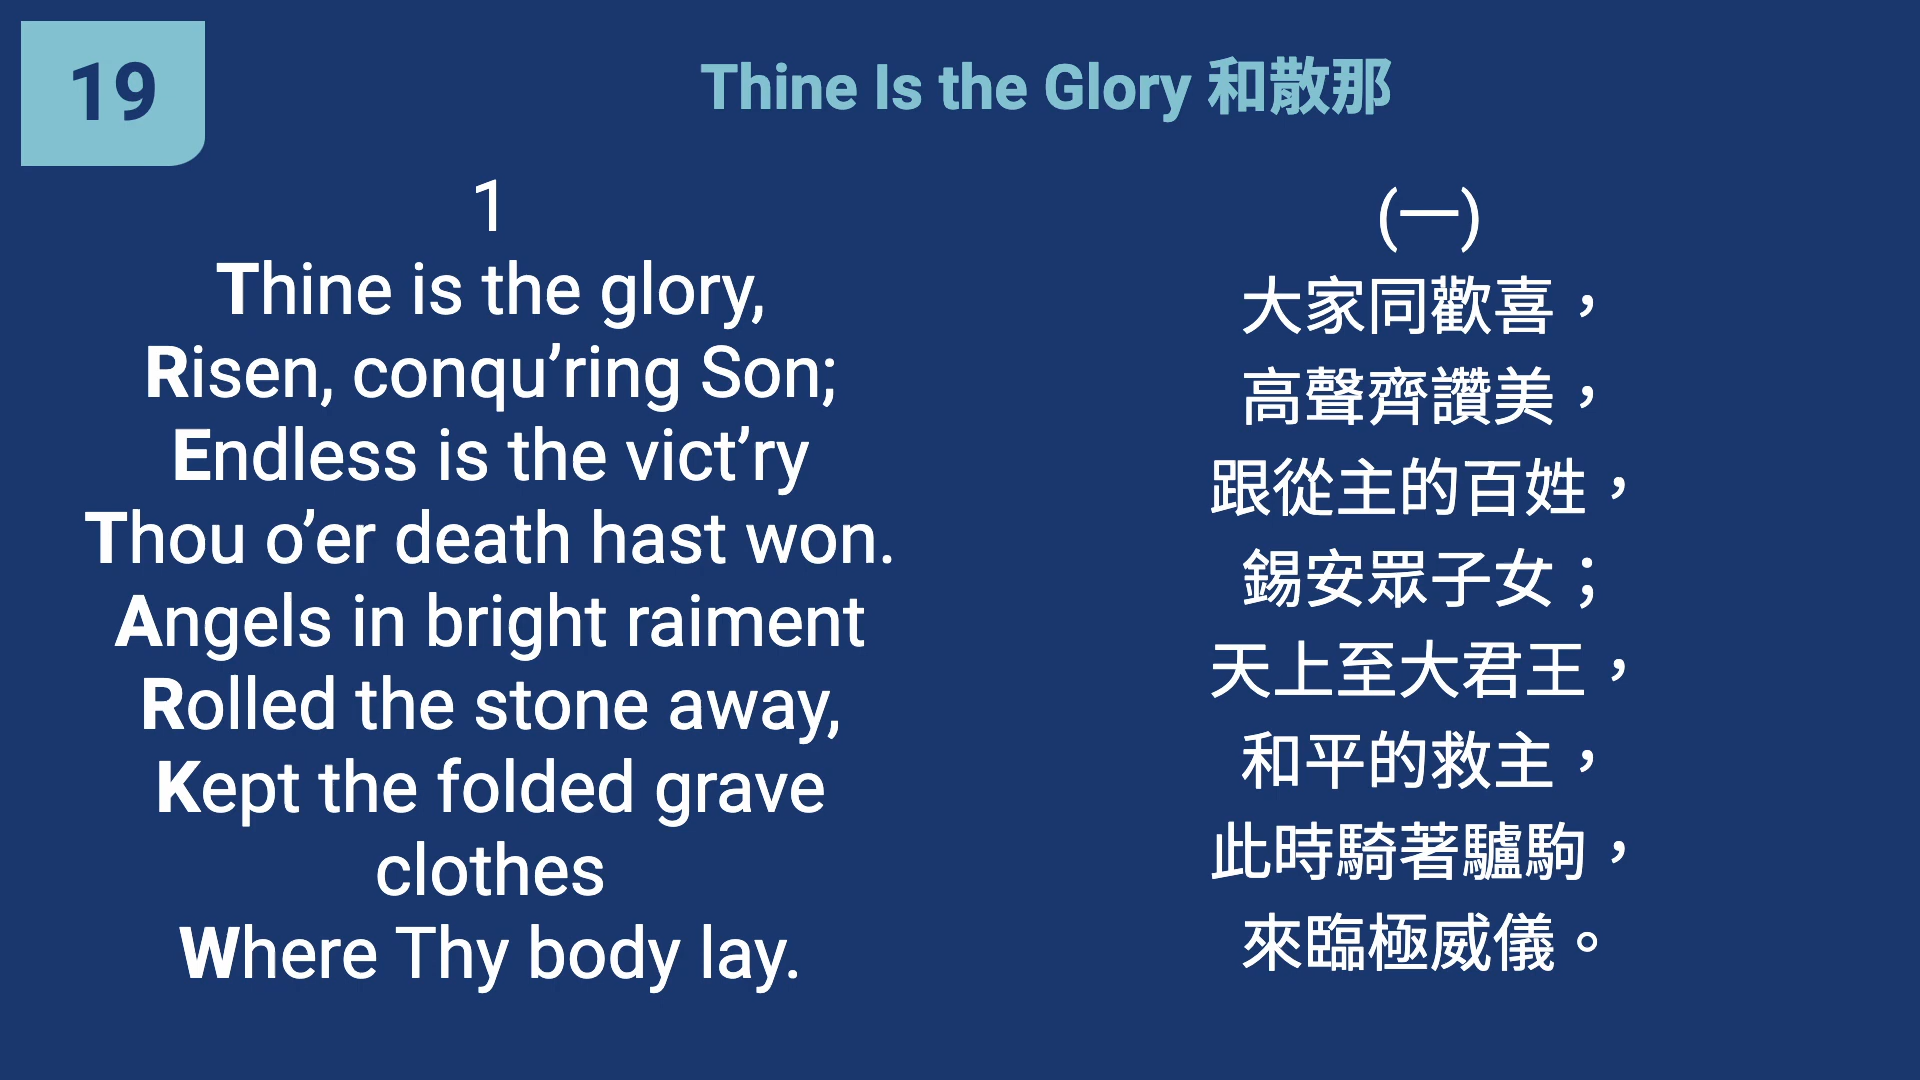 19
Thine Is the Glory 和散那
1
Thine is the glory,
Risen, conqu’ring Son;
Endless is the vict’ry
Thou o’er death hast won.
Angels in bright raiment
Rolled the stone away,
Kept the folded grave
clothes
Where Thy body lay.
(一)
大家同歡喜，
高聲齊讚美，
跟從主的百姓，
錫安眾子女；
天上至大君王，
和平的救主，
此時騎著驢駒，
來臨極威儀。